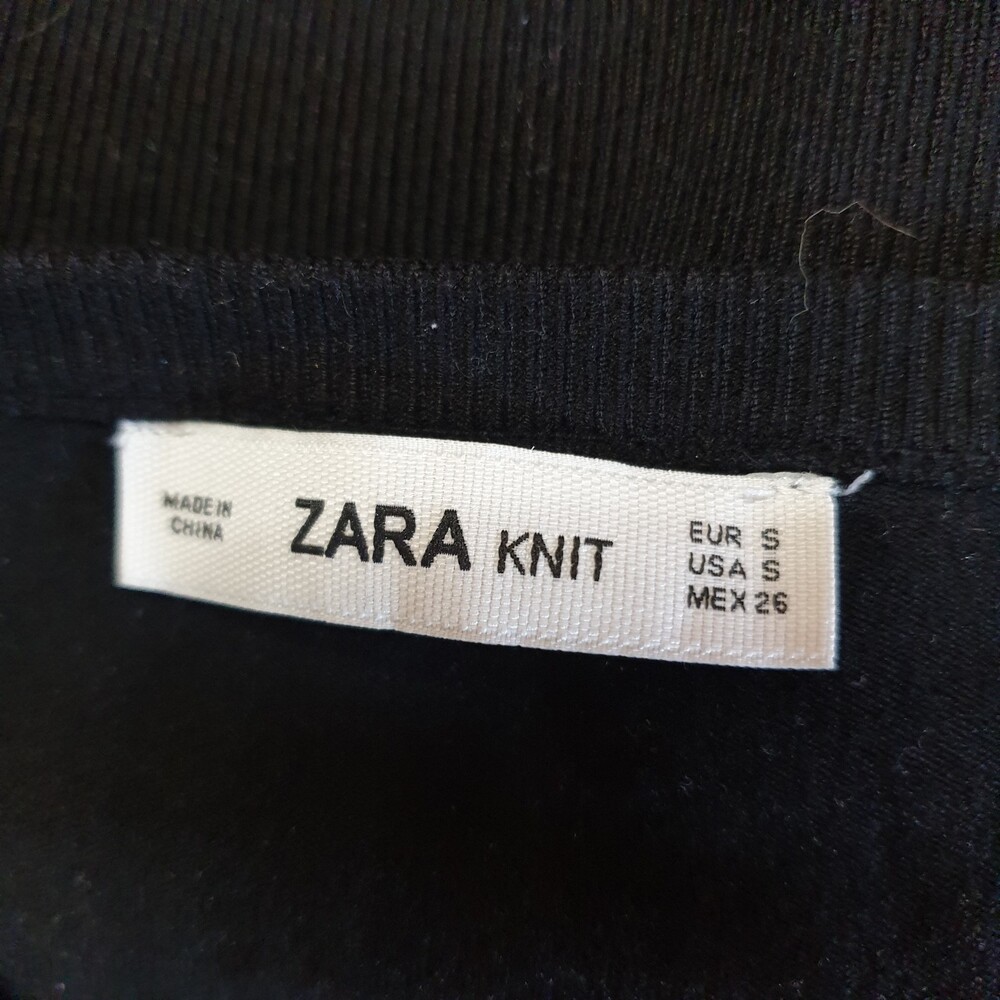 MADE IN
CHINA
ZARA KNIT
EUR S
USA S
MEX 26